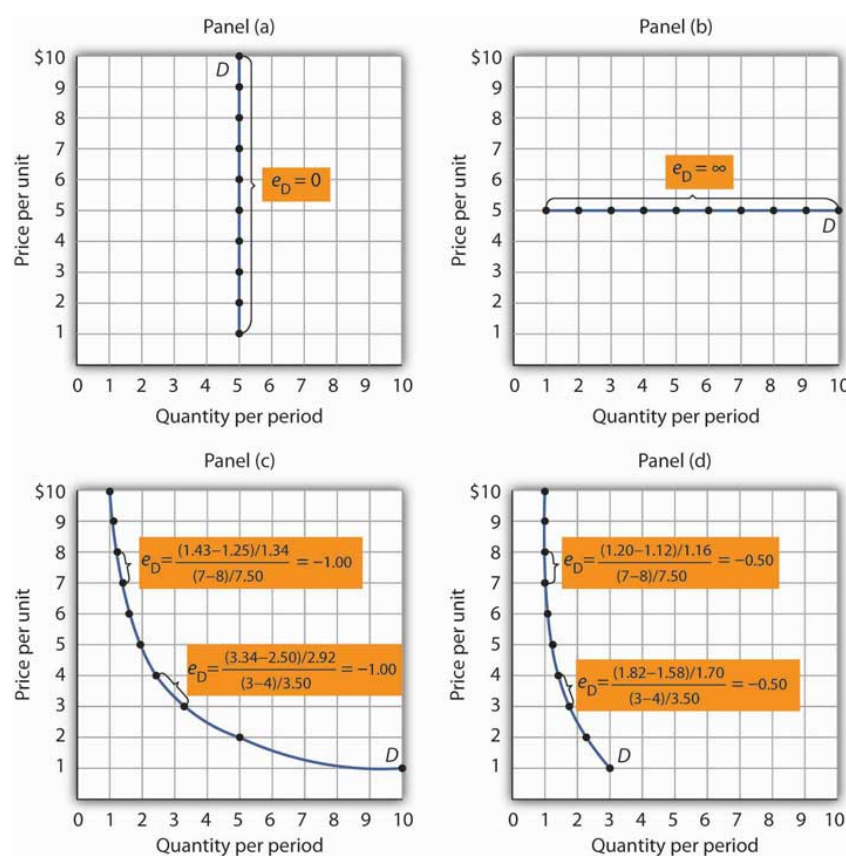 Panel (a)
Price per unit
$10
9
8
7
6
5
4
3
2
1
D
e_D = 0
0 1 2 3 4 5 6 7 8 9 10
Quantity per period
Panel (b)
Price per unit
$10
9
8
7
6
5
4
3
2
1
e_D = ∞
D
0 1 2 3 4 5 6 7 8 9 10
Quantity per period
Panel (c)
Price per unit
$10
9
8
7
6
5
4
3
2
1
e_D = (1.43–1.25)/1.34 / (7–8)/7.50 = –1.00
e_D = (3.34–2.50)/2.92 / (3–4)/3.50 = –1.00
D
0 1 2 3 4 5 6 7 8 9 10
Quantity per period
Panel (d)
Price per unit
$10
9
8
7
6
5
4
3
2
1
e_D = (1.20–1.12)/1.16 / (7–8)/7.50 = –0.50
e_D = (1.82–1.58)/1.70 / (3–4)/3.50 = –0.50
D
0 1 2 3 4 5 6 7 8 9 10
Quantity per period